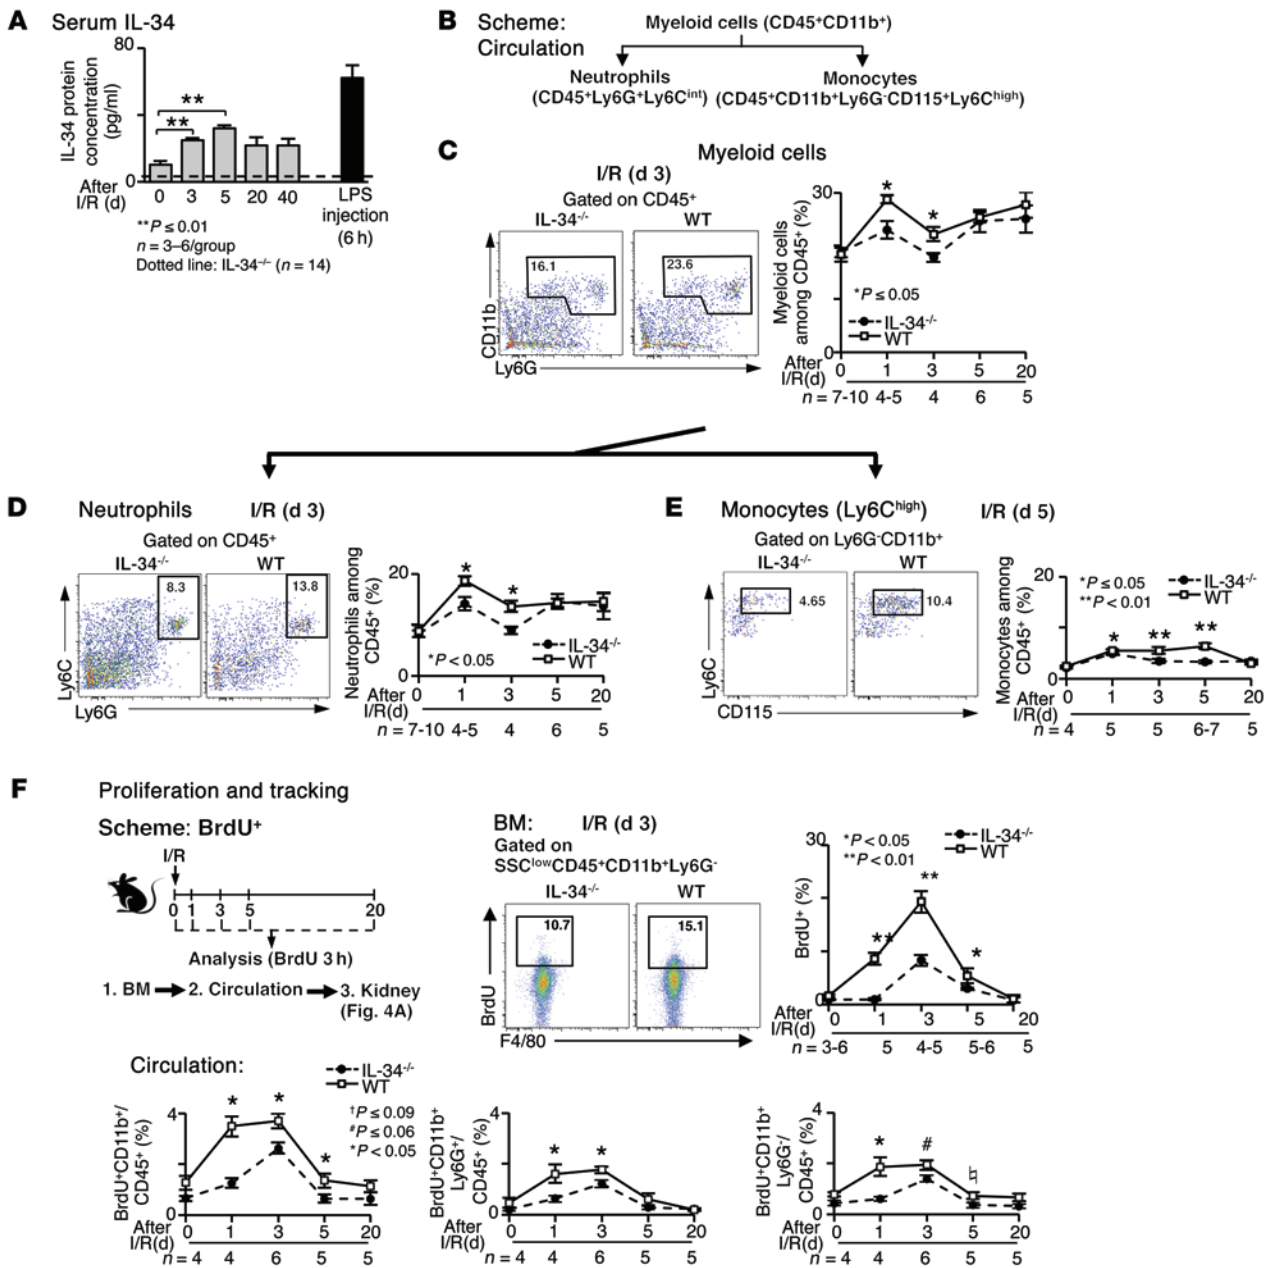 A Serum IL-34
80
0
IL-34 protein
concentration
(pg/ml)
**
**
After
I/R (d)
0 3 5 20 40
LPS
injection
(6 h)
**P ≤ 0.01
n = 3–6/group
Dotted line: IL-34-/- (n = 14)
B Scheme:
Circulation
Myeloid cells (CD45+CD11b+)
Neutrophils
(CD45+Ly6G+Ly6Cint)
Monocytes
(CD45+CD11b+Ly6G-CD115+Ly6Chigh)
C Myeloid cells
I/R (d 3)
Gated on CD45+
IL-34-/- WT
16.1 23.6
CD11b
Ly6G
30
0
Myeloid cells
among CD45+ (%)
* *
*P ≤ 0.05
IL-34-/-
WT
After
I/R(d)
0 1 3 5 20
n = 7-10 4-5 4 6 5
D Neutrophils I/R (d 3)
Gated on CD45+
IL-34-/- WT
8.3 13.8
Ly6C
Ly6G
20
0
Neutrophils among
CD45+ (%)
* *
IL-34-/-
WT
*P < 0.05
After
I/R(d)
0 1 3 5 20
n = 7-10 4-5 4 6 5
E Monocytes (Ly6Chigh) I/R (d 5)
Gated on Ly6G-CD11b+
IL-34-/- WT
4.65 10.4
Ly6C
CD115
20
0
Monocytes among
CD45+ (%)
*P ≤ 0.05
**P < 0.01
IL-34-/-
WT
* ** **
After
I/R(d)
0 1 3 5 20
n = 4 5 5 6-7 5
F Proliferation and tracking
Scheme: BrdU+
I/R
0 1 3 5 20
Analysis (BrdU 3 h)
1. BM 2. Circulation 3. Kidney
(Fig. 4A)
BM: I/R (d 3)
Gated on
SSClowCD45+CD11b+Ly6G-
IL-34-/- WT
10.7 15.1
BrdU
F4/80
30
0
BrdU+ (%)
*P < 0.05
**P < 0.01
IL-34-/-
WT
** ** *
After
I/R(d)
0 1 3 5 20
n = 3-6 5 4-5 5-6 5
Circulation:
IL-34-/-
WT
†P ≤ 0.09
#P ≤ 0.06
*P < 0.05
4
0
BrdU+CD11b+/
CD45+ (%)
* * *
After
I/R(d)
0 1 3 5 20
n = 4 4 6 5 5
4
0
BrdU+CD11b+
Ly6G+/
CD45+ (%)
* *
After
I/R(d)
0 1 3 5 20
n = 4 4 6 5 5
4
0
BrdU+CD11b+
Ly6G-/
CD45+ (%)
* # ♮
After
I/R(d)
0 1 3 5 20
n = 4 4 6 5 5